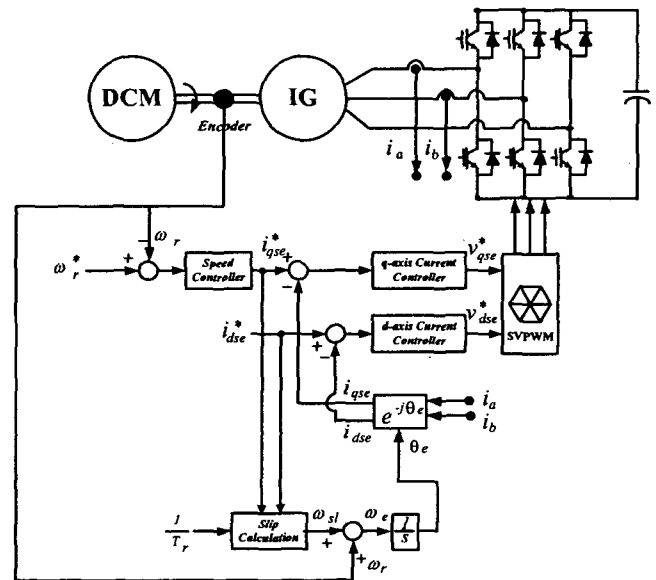 DCM
IG
Encoder
i_a
i_b
ω_r
ω_r^*
+
−
Speed
Controller
i_qse^*
+
−
q-axis Current
Controller
v_qse^*
i_dse^*
+
−
d-axis Current
Controller
v_dse^*
SVPWM
i_qse
i_dse
e^-jθ_e
i_a
i_b
θ_e
1
T_r
Slip
Calculation
ω_sl
+
ω_e
1
s
+
ω_r